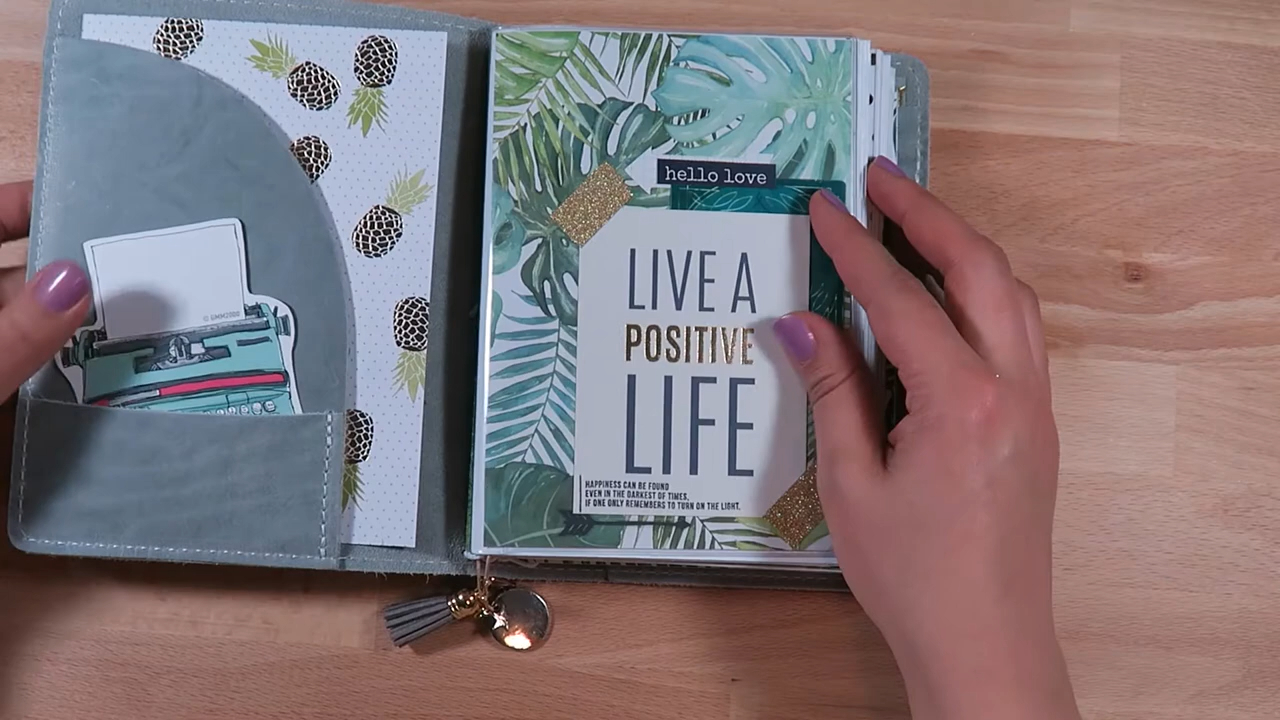 hello love
LIVE A
POSITIVE
LIFE
HAPPINESS CAN BE FOUND
EVEN IN THE DARKEST OF TIMES,
IF ONE ONLY REMEMBERS TO TURN ON THE LIGHT.